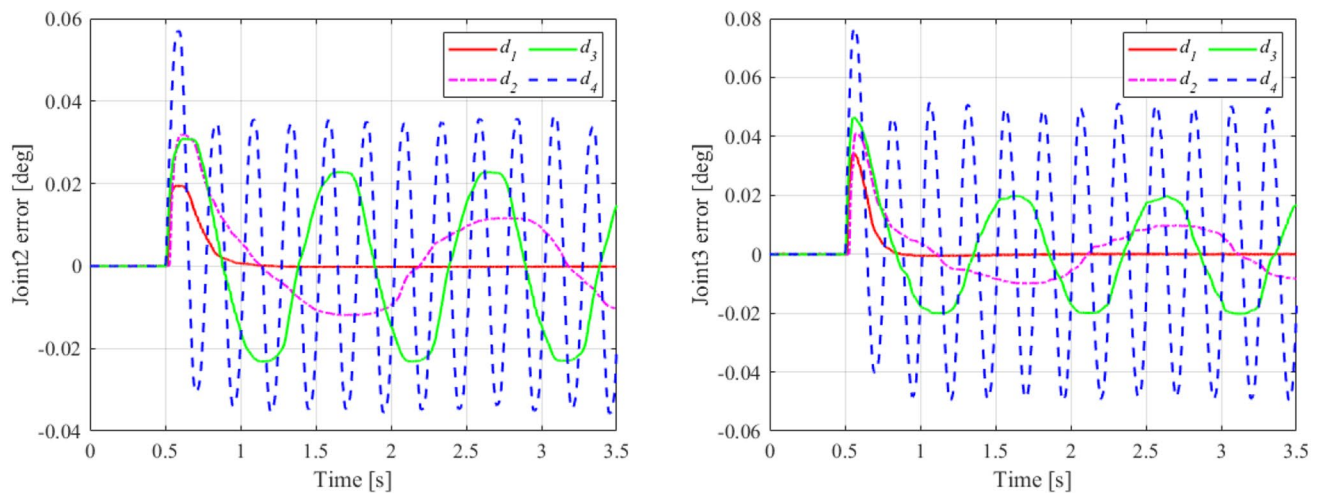 0.06
0.04
0.02
0
-0.02
-0.04
Joint2 error [deg]
d1 d3
d2 d4
0 0.5 1 1.5 2 2.5 3 3.5
Time [s]
0.08
0.06
0.04
0.02
0
-0.02
-0.04
-0.06
Joint3 error [deg]
d1 d3
d2 d4
0 0.5 1 1.5 2 2.5 3 3.5
Time [s]